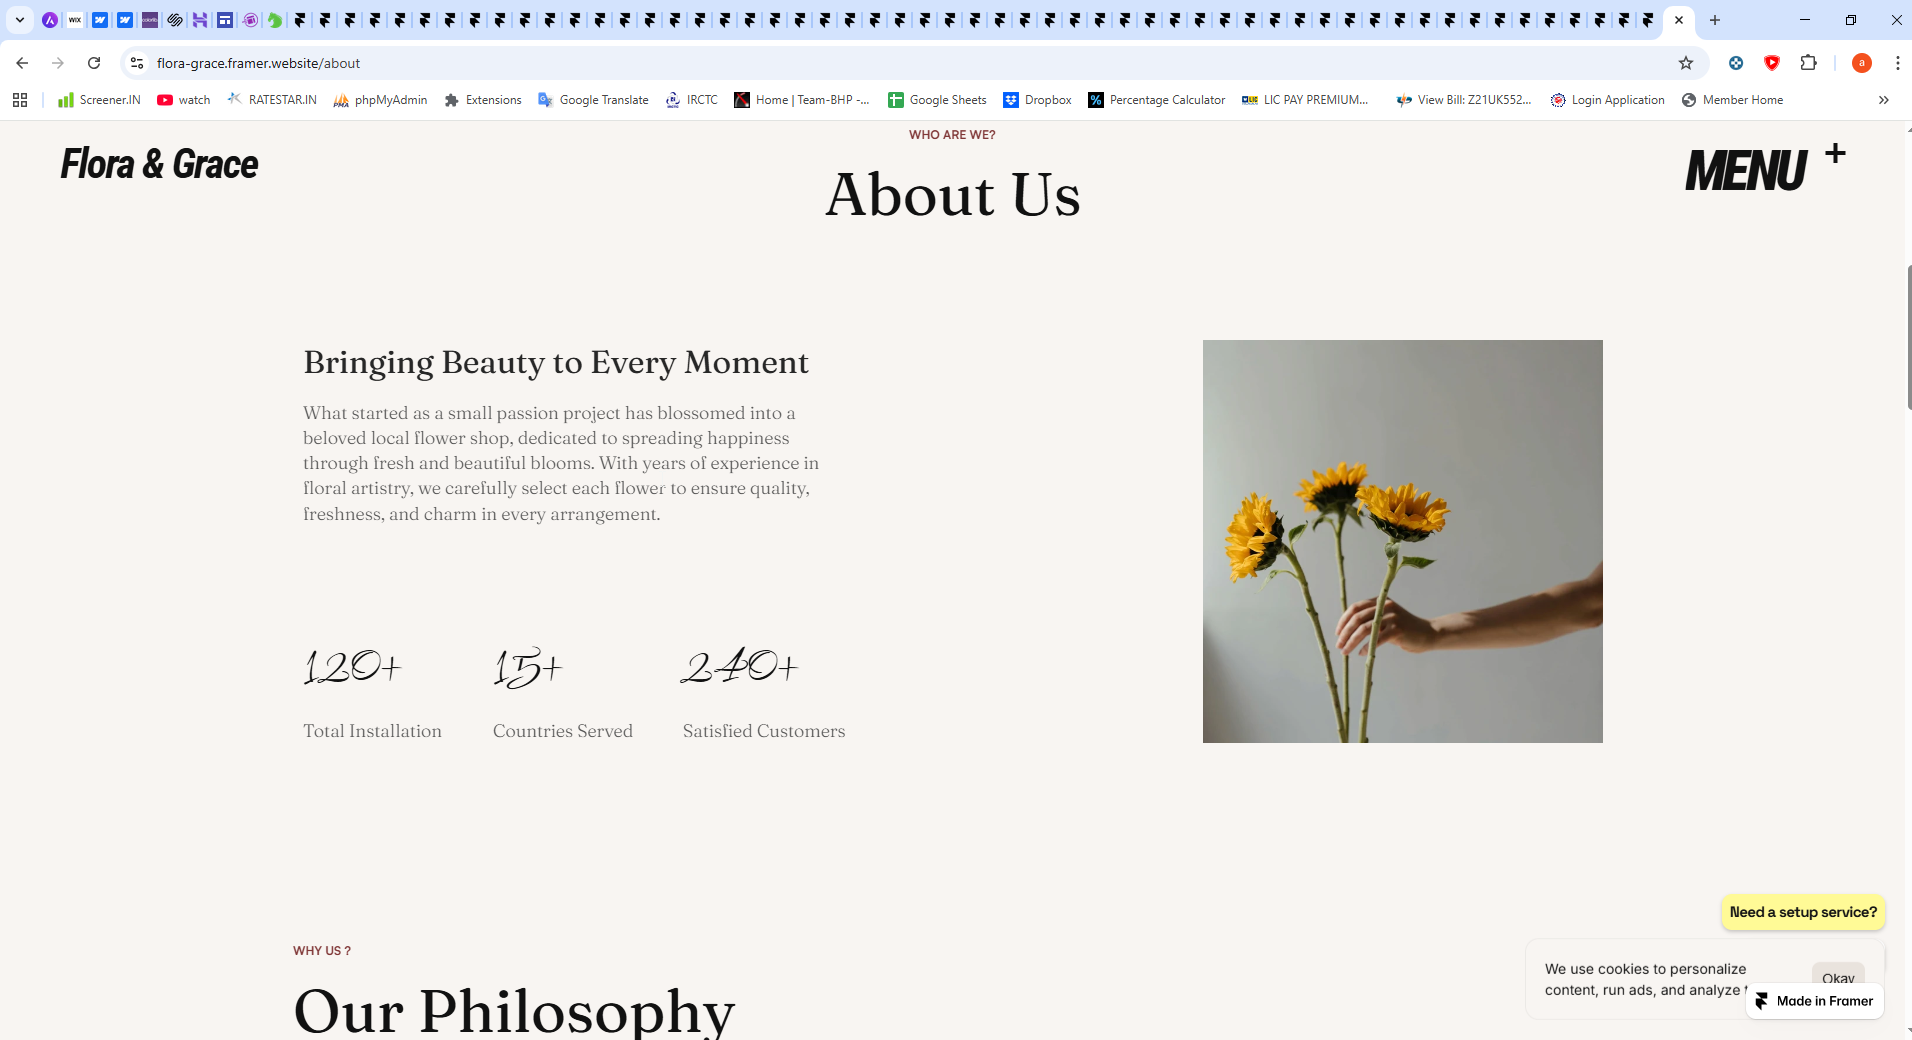 flora-grace.framer.website/about
Screener.IN
watch
RATESTAR.IN
phpMyAdmin
Extensions
Google Translate
IRCTC
Home | Team-BHP -...
Google Sheets
Dropbox
Percentage Calculator
LIC PAY PREMIUM...
View Bill: Z21UK552...
Login Application
Member Home
WHO ARE WE?
Flora & Grace
MENU +
About Us
Bringing Beauty to Every Moment
What started as a small passion project has blossomed into a
beloved local flower shop, dedicated to spreading happiness
through fresh and beautiful blooms. With years of experience in
floral artistry, we carefully select each flower to ensure quality,
freshness, and charm in every arrangement.
120+
15+
240+
Total Installation
Countries Served
Satisfied Customers
Need a setup service?
WHY US ?
Our Philosophy
We use cookies to personalize
content, run ads, and analyze
Okay
Made in Framer